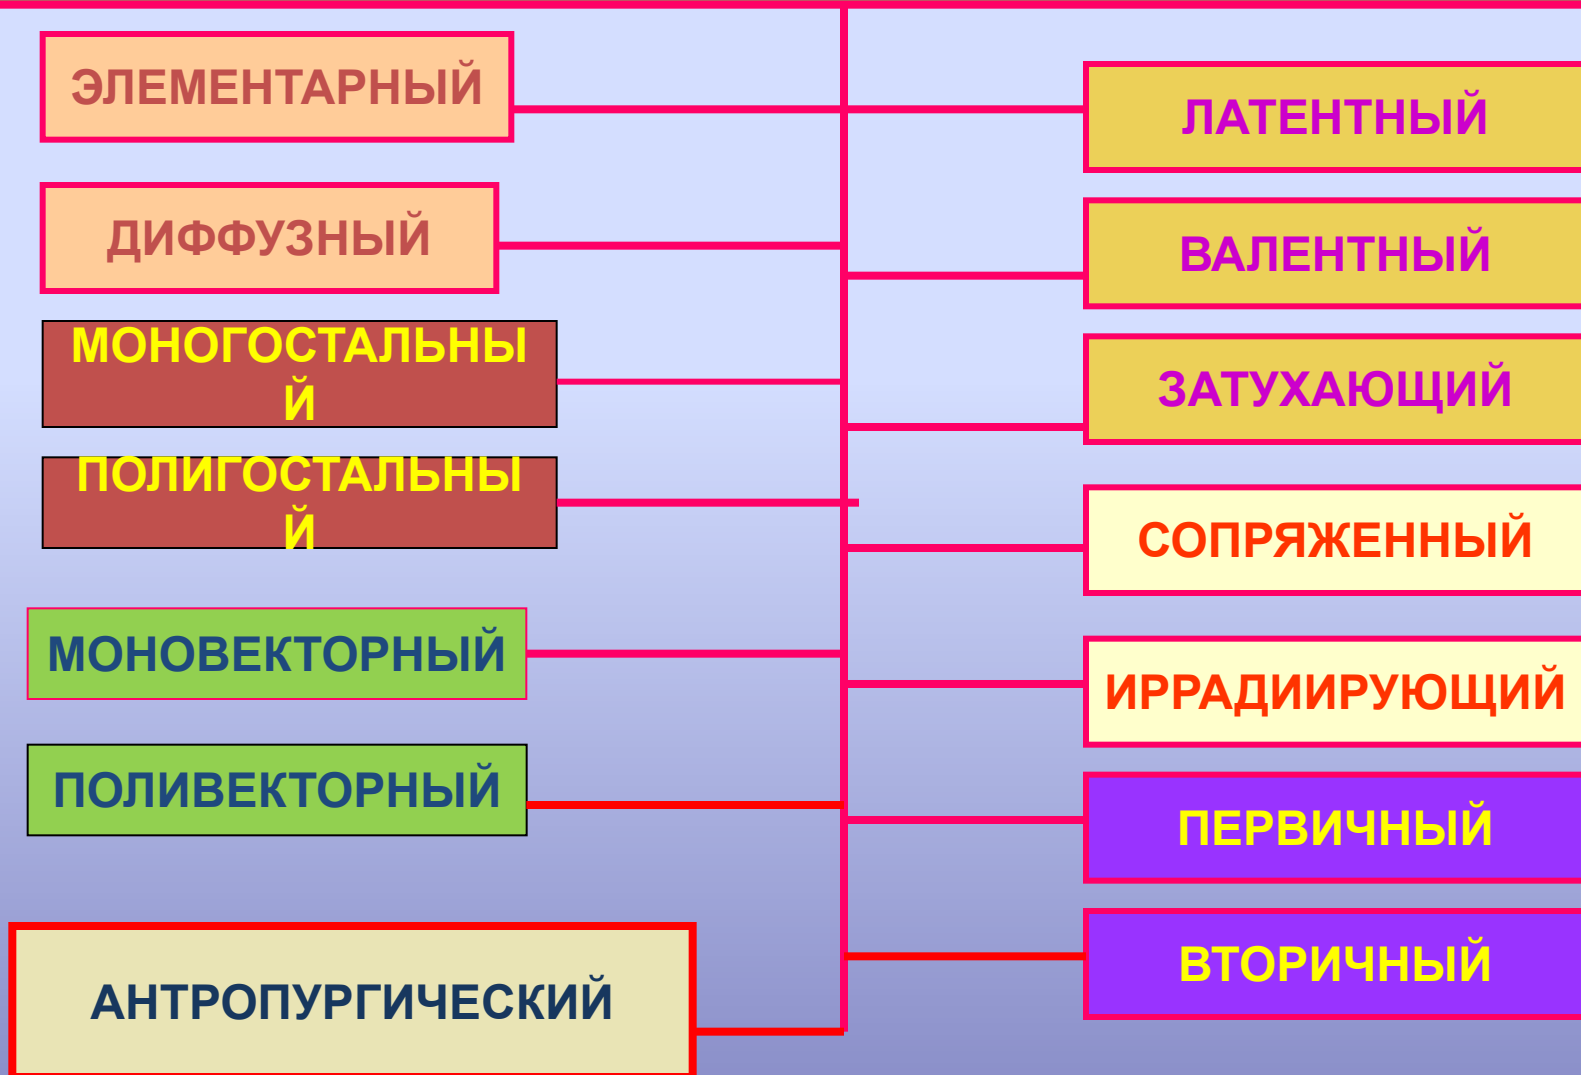 ЭЛЕМЕНТАРНЫЙ
ДИФФУЗНЫЙ
МОНОГОСТАЛЬНЫ
Й
ПОЛИГОСТАЛЬНЫ
Й
МОНОВЕКТОРНЫЙ
ПОЛИВЕКТОРНЫЙ
АНТРОПУРГИЧЕСКИЙ
ЛАТЕНТНЫЙ
ВАЛЕНТНЫЙ
ЗАТУХАЮЩИЙ
СОПРЯЖЕННЫЙ
ИРРАДИИРУЮЩИЙ
ПЕРВИЧНЫЙ
ВТОРИЧНЫЙ